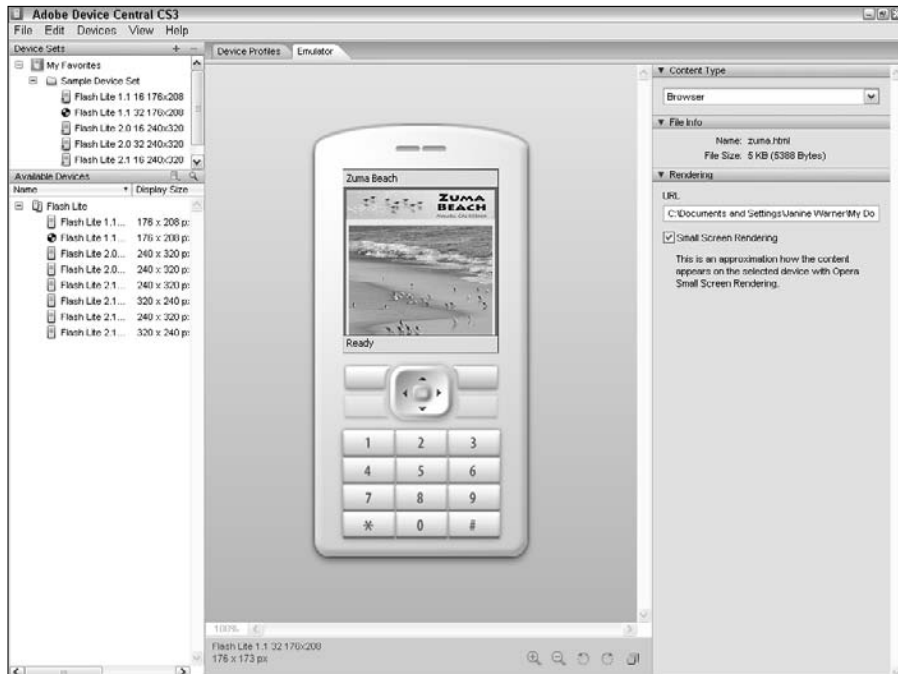 Adobe Device Central CS3
File Edit Devices View Help
Device Sets
My Favorites
Sample Device Set
Flash Lite 1.1 16 176x208
Flash Lite 1.1 32 176x208
Flash Lite 2.0 16 240x320
Flash Lite 2.0 32 240x320
Flash Lite 2.1 16 240x320
Available Devices
Name Display Size
Flash Lite
Flash Lite 1.1... 176 x 208 p:
Flash Lite 1.1... 176 x 208 p:
Flash Lite 2.0... 240 x 320 p:
Flash Lite 2.0... 240 x 320 p:
Flash Lite 2.1... 240 x 320 p:
Flash Lite 2.1... 320 x 240 p:
Flash Lite 2.1... 240 x 320 p:
Flash Lite 2.1... 320 x 240 p:
Device Profiles Emulator
Zuma Beach
ZUMA
BEACH
Ready
1 2 3
4 5 6
7 8 9
* 0 #
100%
Flash Lite 1.1 32 176x208
176 x 173 px
Content Type
Browser
File Info
Name: zuma.html
File Size: 5 KB (5388 Bytes)
Rendering
URL
C:\Documents and Settings\Janine Warner\My Do
Small Screen Rendering
This is an approximation how the content
appears on the selected device with Opera
Small Screen Rendering.